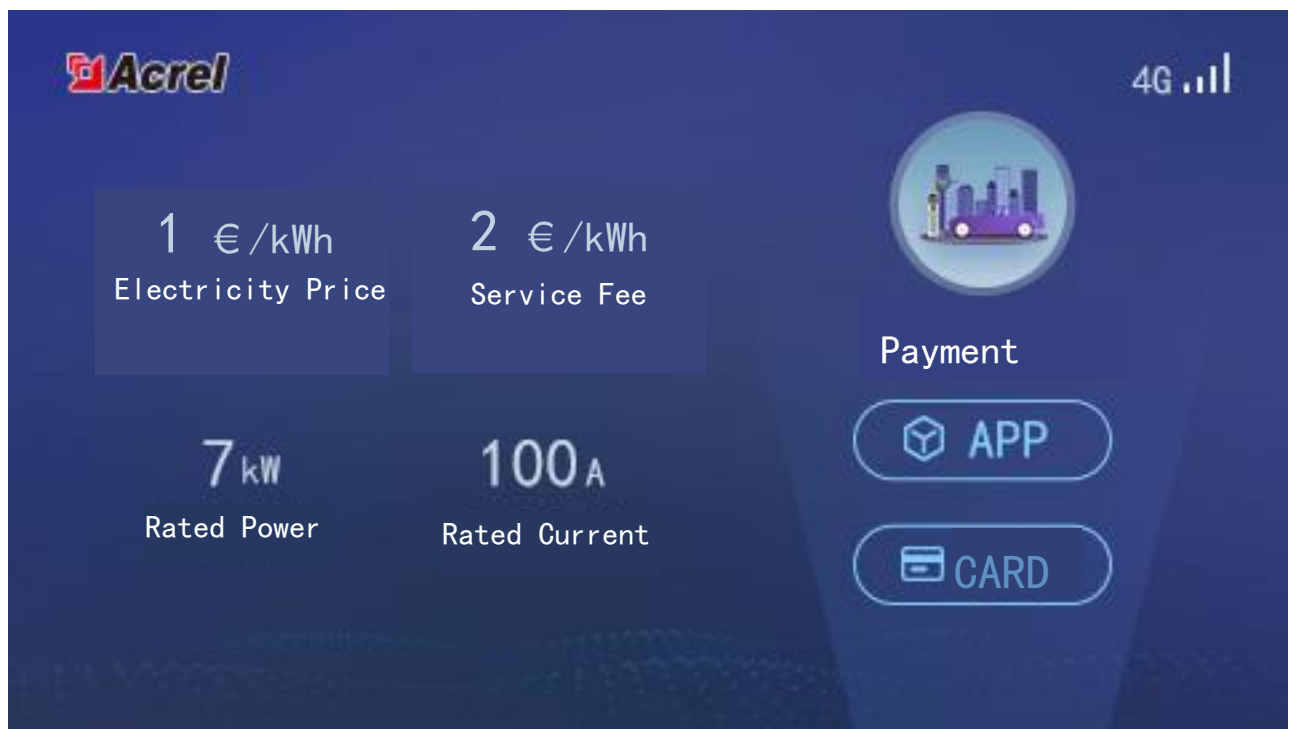 Acrel
4G
1 €/kWh
Electricity Price
2 €/kWh
Service Fee
7kW
Rated Power
100A
Rated Current
Payment
APP
CARD